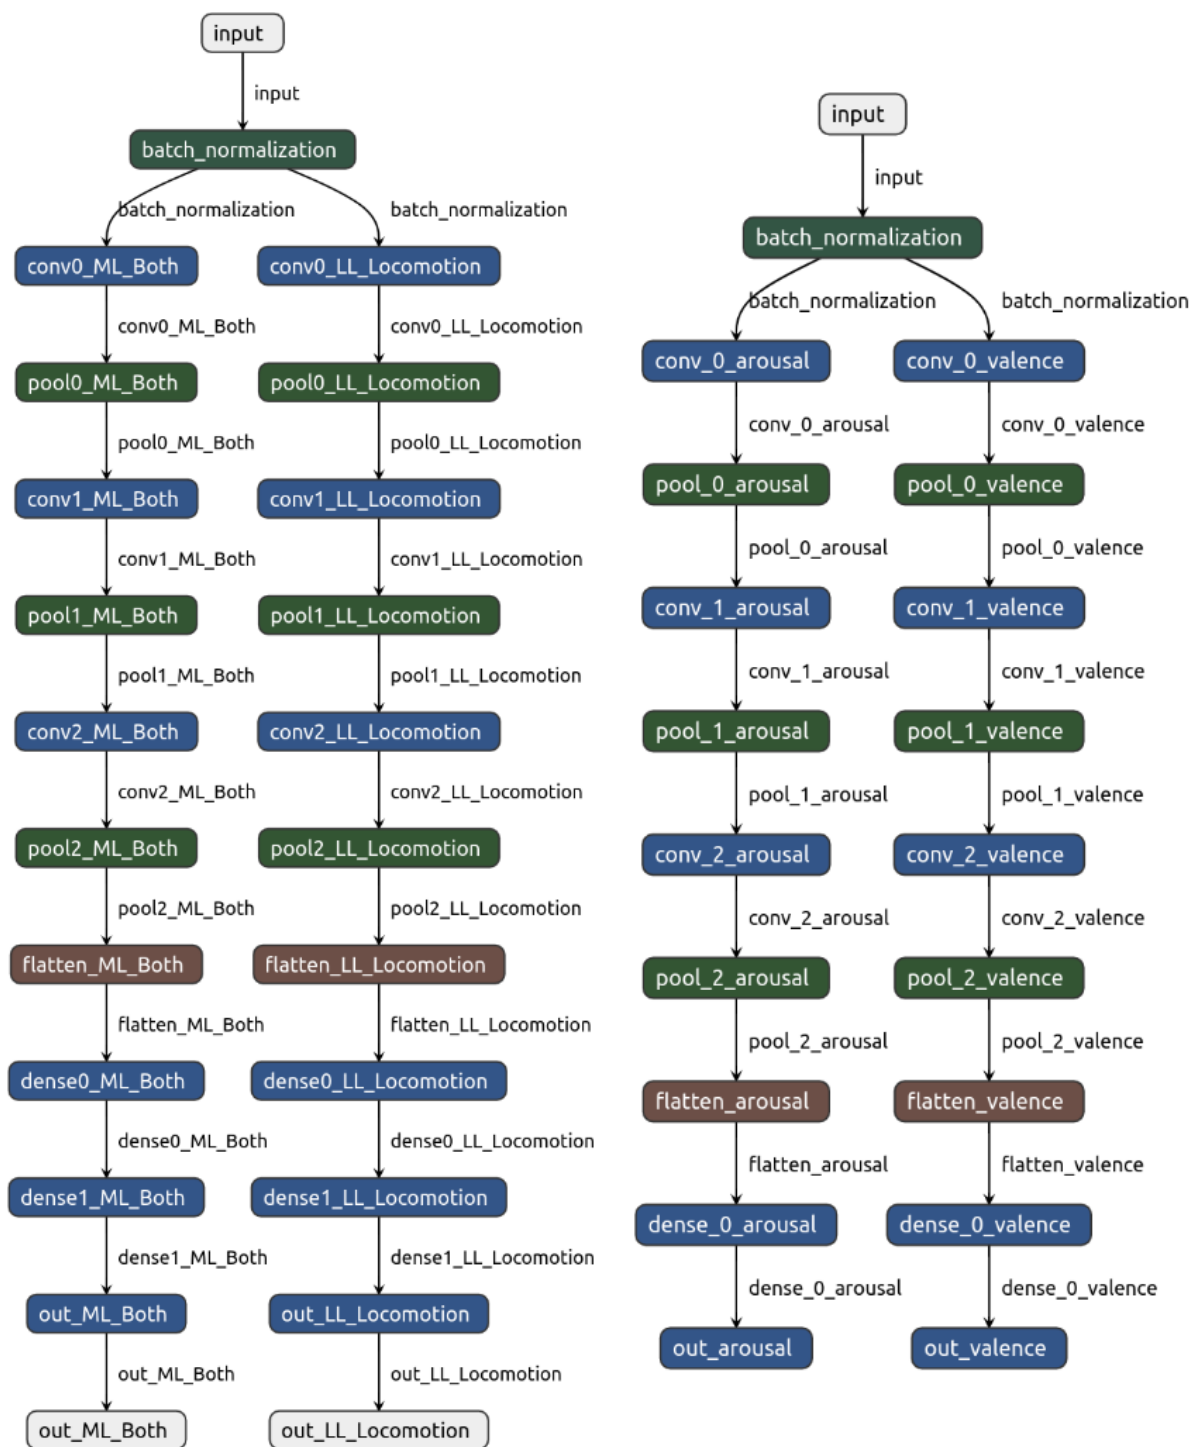 input
input
batch_normalization
batch_normalization batch_normalization
conv0_ML_Both conv0_LL_Locomotion
conv0_ML_Both conv0_LL_Locomotion
pool0_ML_Both pool0_LL_Locomotion
pool0_ML_Both pool0_LL_Locomotion
conv1_ML_Both conv1_LL_Locomotion
conv1_ML_Both conv1_LL_Locomotion
pool1_ML_Both pool1_LL_Locomotion
pool1_ML_Both pool1_LL_Locomotion
conv2_ML_Both conv2_LL_Locomotion
conv2_ML_Both conv2_LL_Locomotion
pool2_ML_Both pool2_LL_Locomotion
pool2_ML_Both pool2_LL_Locomotion
flatten_ML_Both flatten_LL_Locomotion
flatten_ML_Both flatten_LL_Locomotion
dense0_ML_Both dense0_LL_Locomotion
dense0_ML_Both dense0_LL_Locomotion
dense1_ML_Both dense1_LL_Locomotion
dense1_ML_Both dense1_LL_Locomotion
out_ML_Both out_LL_Locomotion
out_ML_Both out_LL_Locomotion
out_ML_Both out_LL_Locomotion
input
input
batch_normalization
batch_normalization batch_normalization
conv_0_arousal conv_0_valence
conv_0_arousal conv_0_valence
pool_0_arousal pool_0_valence
pool_0_arousal pool_0_valence
conv_1_arousal conv_1_valence
conv_1_arousal conv_1_valence
pool_1_arousal pool_1_valence
pool_1_arousal pool_1_valence
conv_2_arousal conv_2_valence
conv_2_arousal conv_2_valence
pool_2_arousal pool_2_valence
pool_2_arousal pool_2_valence
flatten_arousal flatten_valence
flatten_arousal flatten_valence
dense_0_arousal dense_0_valence
dense_0_arousal dense_0_valence
out_arousal out_valence